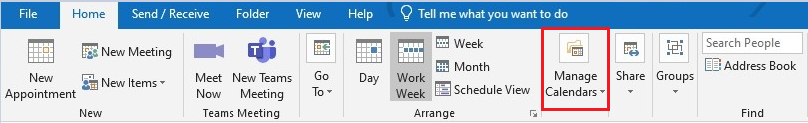 File Home Send / Receive Folder View Help Tell me what you want to do
New Appointment
New Meeting
New Items
New
Meet Now
New Teams Meeting
Teams Meeting
Go To
Day
Work Week
Week
Month
Schedule View
Arrange
Manage Calendars
Share
Groups
Search People
Address Book
Find